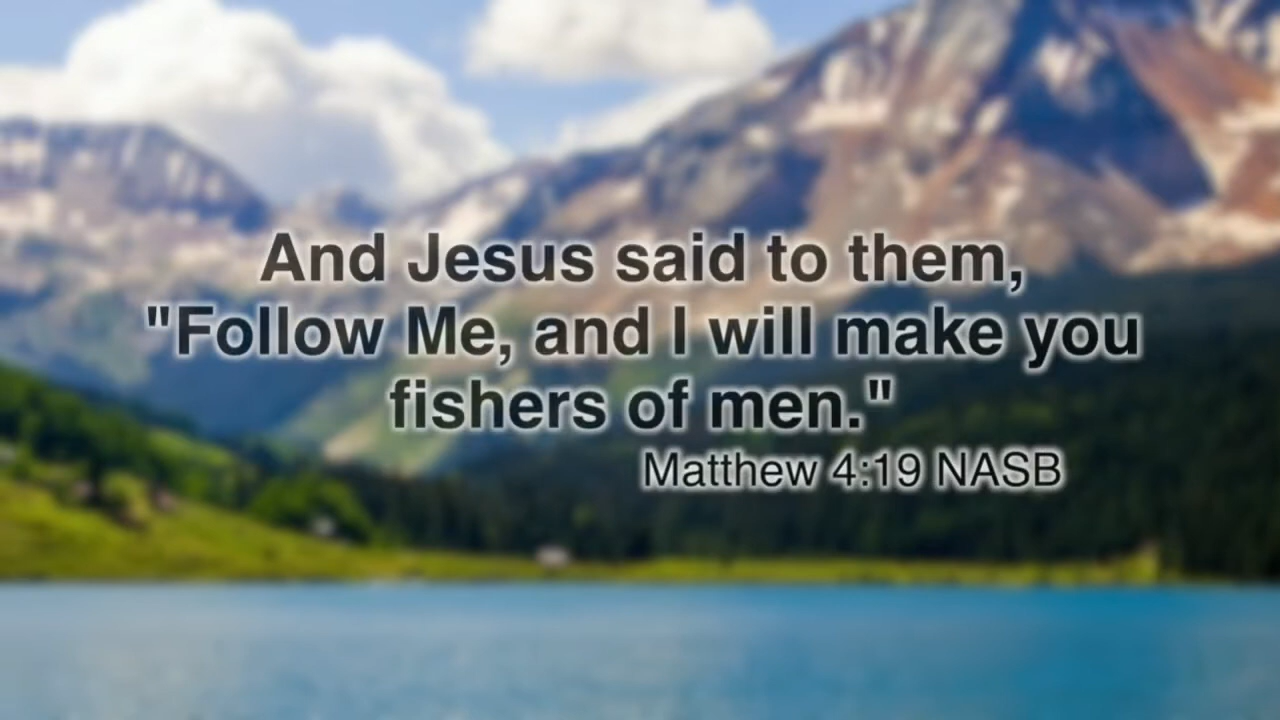 And Jesus said to them,
"Follow Me, and I will make you
fishers of men."
Matthew 4:19 NASB